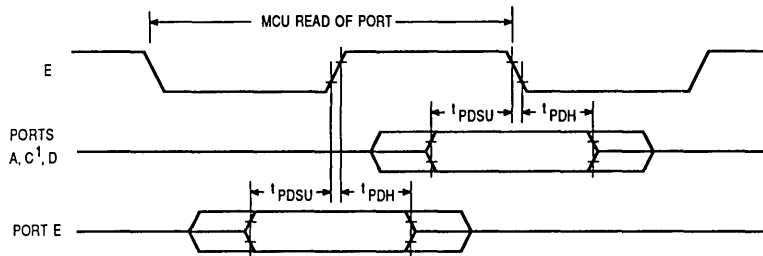 MCU READ OF PORT
E
tPDSU
tPDH
PORTS
A, C¹, D
tPDSU
tPDH
PORT E